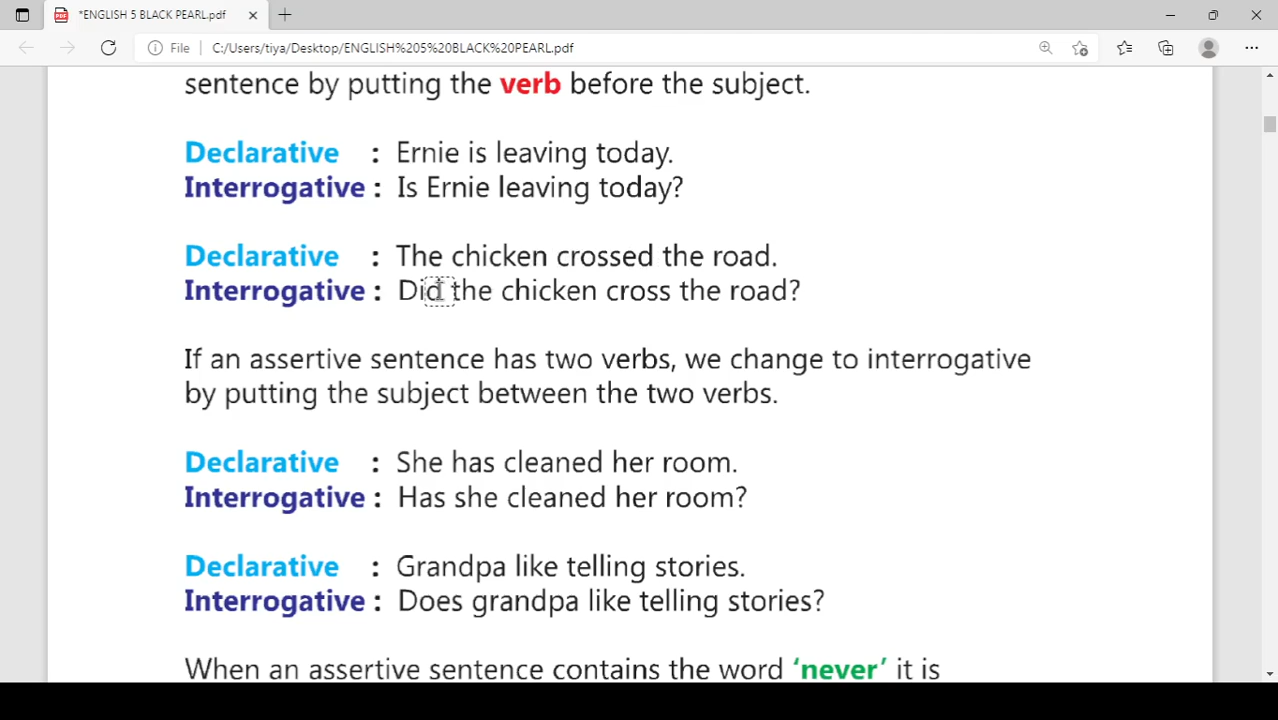 *ENGLISH 5 BLACK PEARL.pdf
File C:/Users/tiya/Desktop/ENGLISH%205%20BLACK%20PEARL.pdf
sentence by putting the verb before the subject.
Declarative : Ernie is leaving today.
Interrogative : Is Ernie leaving today?
Declarative : The chicken crossed the road.
Interrogative : Did the chicken cross the road?
If an assertive sentence has two verbs, we change to interrogative
by putting the subject between the two verbs.
Declarative : She has cleaned her room.
Interrogative : Has she cleaned her room?
Declarative : Grandpa like telling stories.
Interrogative : Does grandpa like telling stories?
When an assertive sentence contains the word ‘never’ it is